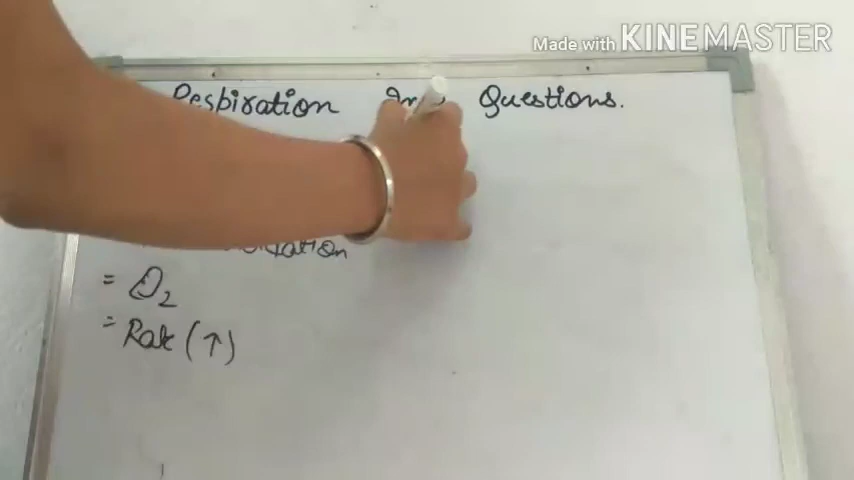 Made with KINEMASTER
Respiration Questions.
= O2
= Rate (↑)